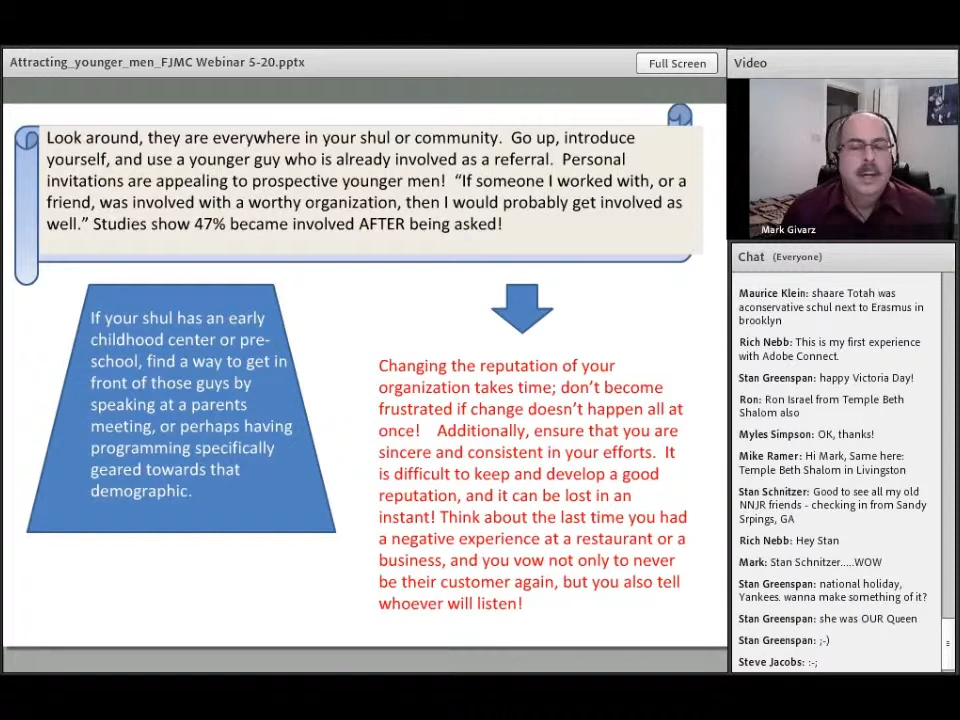 Attracting_younger_men_FJMC Webinar 5-20.pptx
Full Screen
Look around, they are everywhere in your shul or community.  Go up, introduce
yourself, and use a younger guy who is already involved as a referral.  Personal
invitations are appealing to prospective younger men!  “If someone I worked with, or a
friend, was involved with a worthy organization, then I would probably get involved as
well.” Studies show 47% became involved AFTER being asked!
If your shul has an early
childhood center or pre-
school, find a way to get in
front of those guys by
speaking at a parents
meeting, or perhaps having
programming specifically
geared towards that
demographic.
Changing the reputation of your
organization takes time; don’t become
frustrated if change doesn’t happen all at
once!    Additionally, ensure that you are
sincere and consistent in your efforts.  It
is difficult to keep and develop a good
reputation, and it can be lost in an
instant! Think about the last time you had
a negative experience at a restaurant or a
business, and you vow not only to never
be their customer again, but you also tell
whoever will listen!
Video
Mark Givarz
Chat (Everyone)
Maurice Klein: shaare Totah was
aconservative schul next to Erasmus in
brooklyn
Rich Nebb: This is my first experience
with Adobe Connect.
Stan Greenspan: happy Victoria Day!
Ron: Ron Israel from Temple Beth
Shalom also
Myles Simpson: OK, thanks!
Mike Ramer: Hi Mark, Same here:
Temple Beth Shalom in Livingston
Stan Schnitzer: Good to see all my old
NNJR friends - checking in from Sandy
Srpings, GA
Rich Nebb: Hey Stan
Mark: Stan Schnitzer.....WOW
Stan Greenspan: national holiday,
Yankees. wanna make something of it?
Stan Greenspan: she was OUR Queen
Stan Greenspan: ;-)
Steve Jacobs: :-;